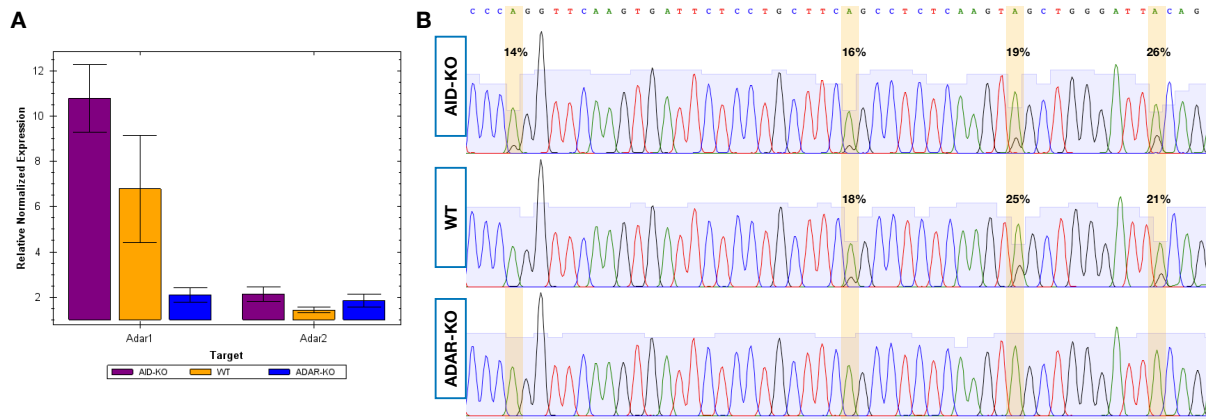 A
Relative Normalized Expression
12
10
8
6
4
2
Adar1 Adar2
Target
AID-KO WT ADAR-KO
B
C C C A G G T T C A A G T G A T T C T C C T G C T T C A G C C T C T C A A G T A G C T G G G A T T A C A G
AID-KO
14% 16% 19% 26%
WT
18% 25% 21%
ADAR-KO